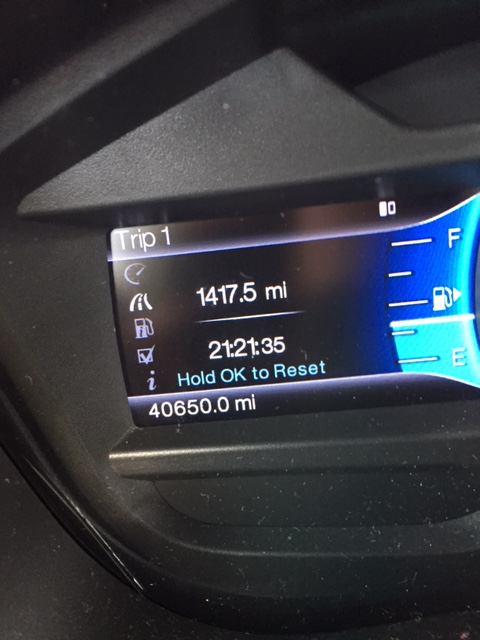 Trip 1
F
1417.5 mi
21:21:35
E
Hold OK to Reset
40650.0 mi